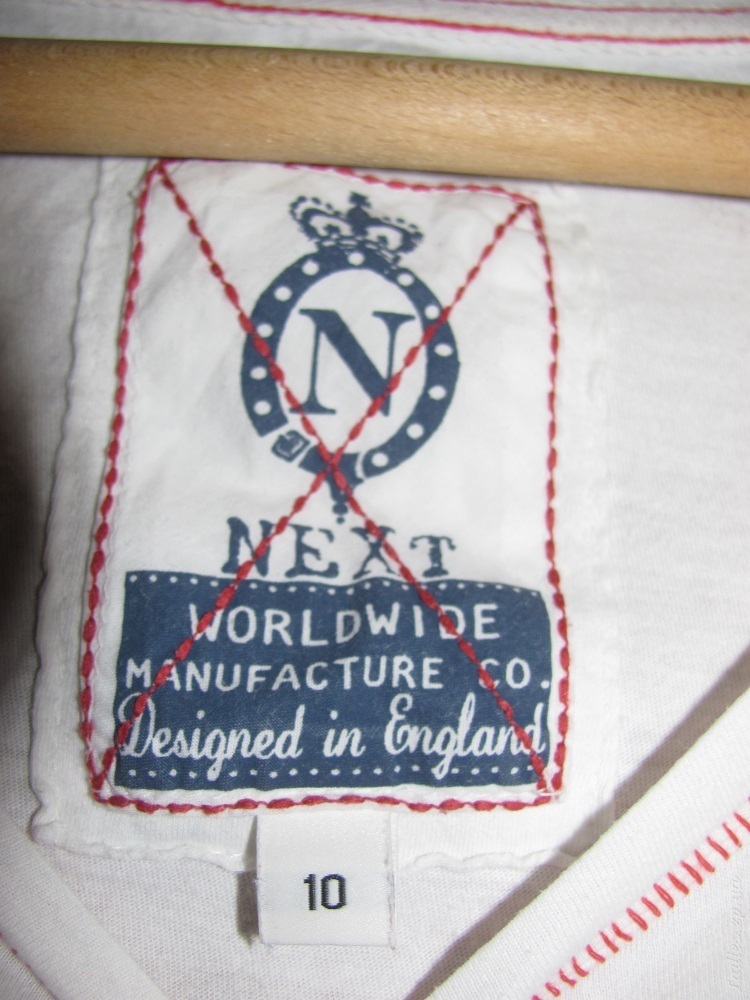 N
NEXT
WORLDWIDE
MANUFACTURE CO.
Designed in England
10